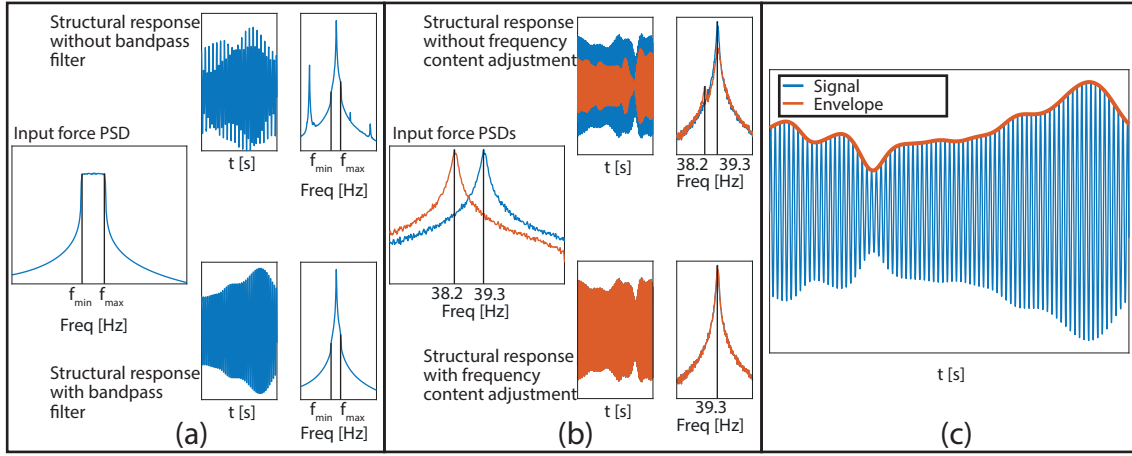 Structural response
without bandpass
filter
t [s]
f_min f_max
Freq [Hz]
Input force PSD
f_min f_max
Freq [Hz]
Structural response
with bandpass
filter
t [s]
f_min f_max
Freq [Hz]
(a)
Structural response
without frequency
content adjustment
t [s]
38.2 39.3
Freq [Hz]
Input force PSDs
38.2 39.3
Freq [Hz]
Structural response
with frequency
content adjustment
t [s]
39.3
Freq [Hz]
(b)
Signal
Envelope
t [s]
(c)